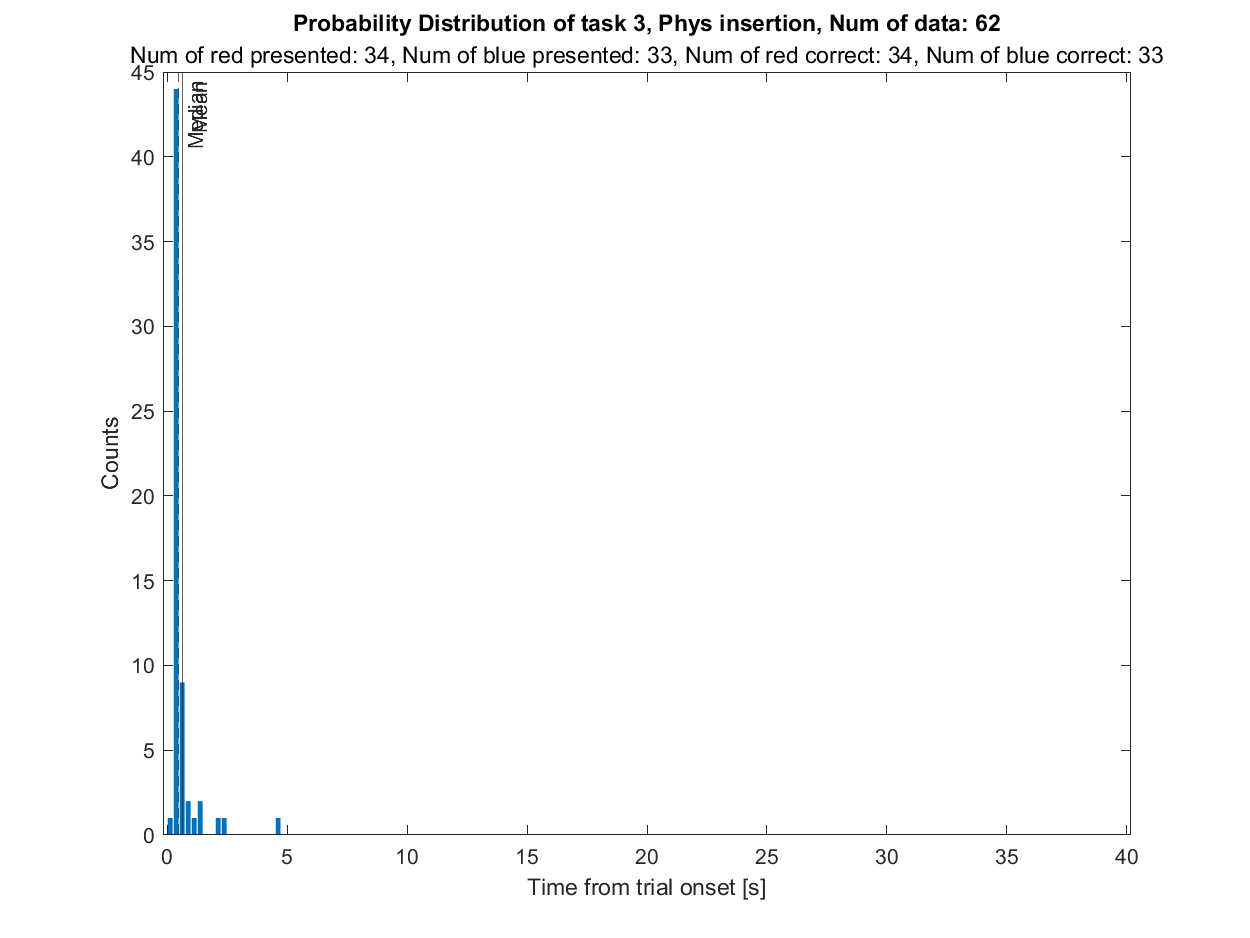 Probability Distribution of task 3, Phys insertion, Num of data: 62
Num of red presented: 34, Num of blue presented: 33, Num of red correct: 34, Num of blue correct: 33
Median
Mean
45
40
35
30
25
20
15
10
5
0
Counts
0 5 10 15 20 25 30 35 40
Time from trial onset [s]